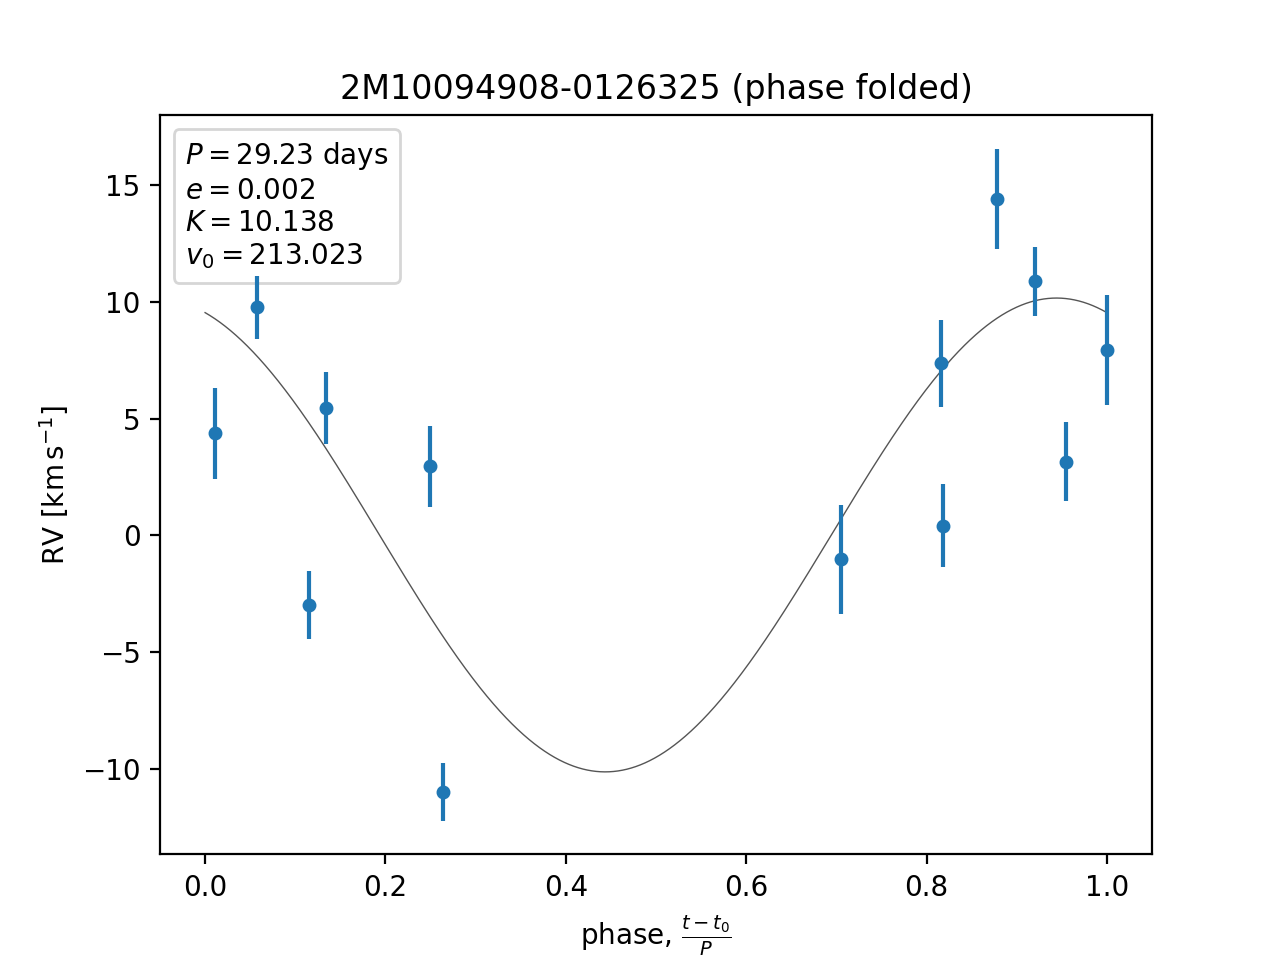 2M10094908-0126325 (phase folded)
P = 29.23 days
e = 0.002
K = 10.138
v₀ = 213.023
15
10
5
0
−5
−10
RV [km s⁻¹]
0.0 0.2 0.4 0.6 0.8 1.0
phase, (t − t₀)/P